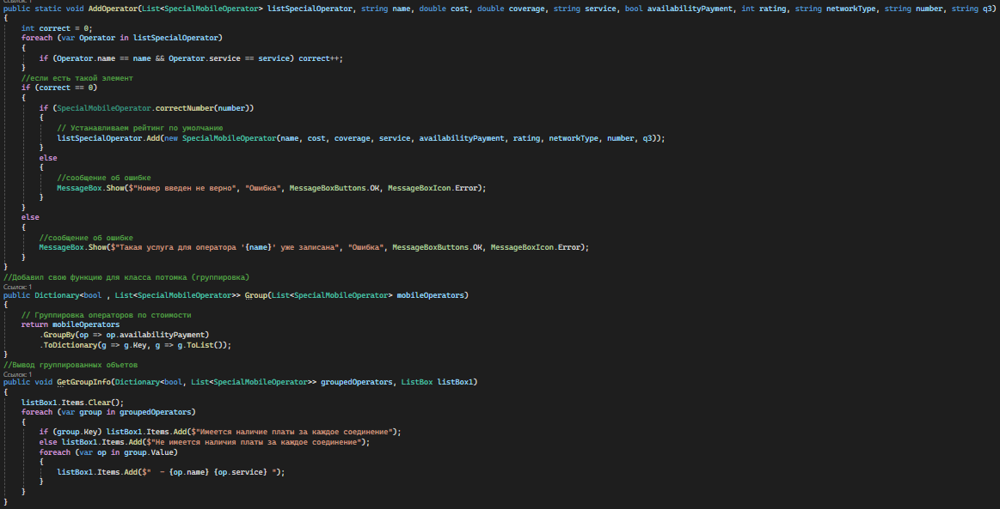 Ссылок: 1
public static void AddOperator(List<SpecialMobileOperator> listSpecialOperator, string name, double cost, double coverage, string service, bool availabilityPayment, int rating, string networkType, string number, string q3)
{
    int correct = 0;
    foreach (var Operator in listSpecialOperator)
    {
        if (Operator.name == name && Operator.service == service) correct++;
    }
    //если есть такой элемент
    if (correct == 0)
    {
        if (SpecialMobileOperator.correctNumber(number))
        {
            // Устанавливаем рейтинг по умолчанию
            listSpecialOperator.Add(new SpecialMobileOperator(name, cost, coverage, service, availabilityPayment, rating, networkType, number, q3));
        }
        else
        {
            //сообщение об ошибке
            MessageBox.Show($"Номер введен не верно", "Ошибка", MessageBoxButtons.OK, MessageBoxIcon.Error);
        }
    }
    else
    {
        //сообщение об ошибке
        MessageBox.Show($"Такая услуга для оператора '{name}' уже записана", "Ошибка", MessageBoxButtons.OK, MessageBoxIcon.Error);
    }
}
//Добавил свою функцию для класса потомка (группировка)
Ссылок: 1
public Dictionary<bool , List<SpecialMobileOperator>> Group(List<SpecialMobileOperator> mobileOperators)
{
    // Группировка операторов по стоимости
    return mobileOperators
        .GroupBy(op => op.availabilityPayment)
        .ToDictionary(g => g.Key, g => g.ToList());
}
//Вывод группированных объетов
Ссылок: 1
public void GetGroupInfo(Dictionary<bool, List<SpecialMobileOperator>> groupedOperators, ListBox listBox1)
{
    listBox1.Items.Clear();
    foreach (var group in groupedOperators)
    {
        if (group.Key) listBox1.Items.Add($"Имеется наличие платы за каждое соединение");
        else listBox1.Items.Add($"Не имеется наличия платы за каждое соединение");
        foreach (var op in group.Value)
        {
            listBox1.Items.Add($"  - {op.name} {op.service} ");
        }
    }
}